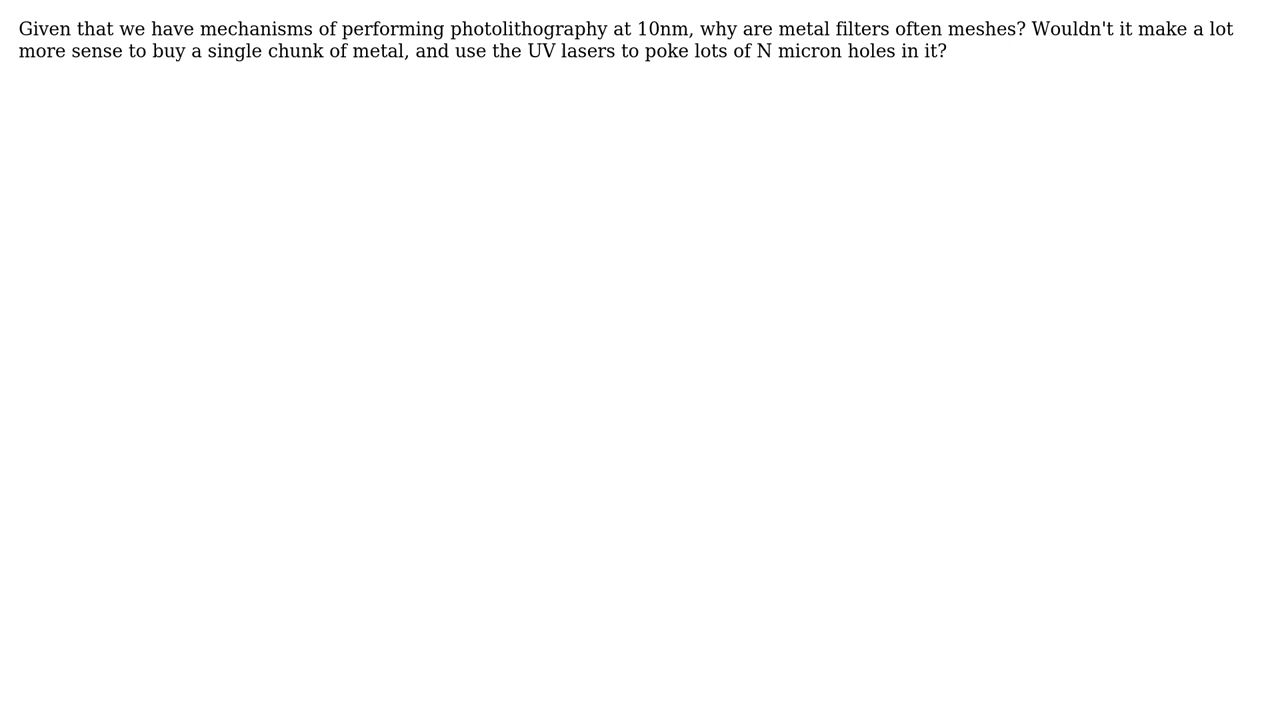 Given that we have mechanisms of performing photolithography at 10nm, why are metal filters often meshes? Wouldn't it make a lot
more sense to buy a single chunk of metal, and use the UV lasers to poke lots of N micron holes in it?